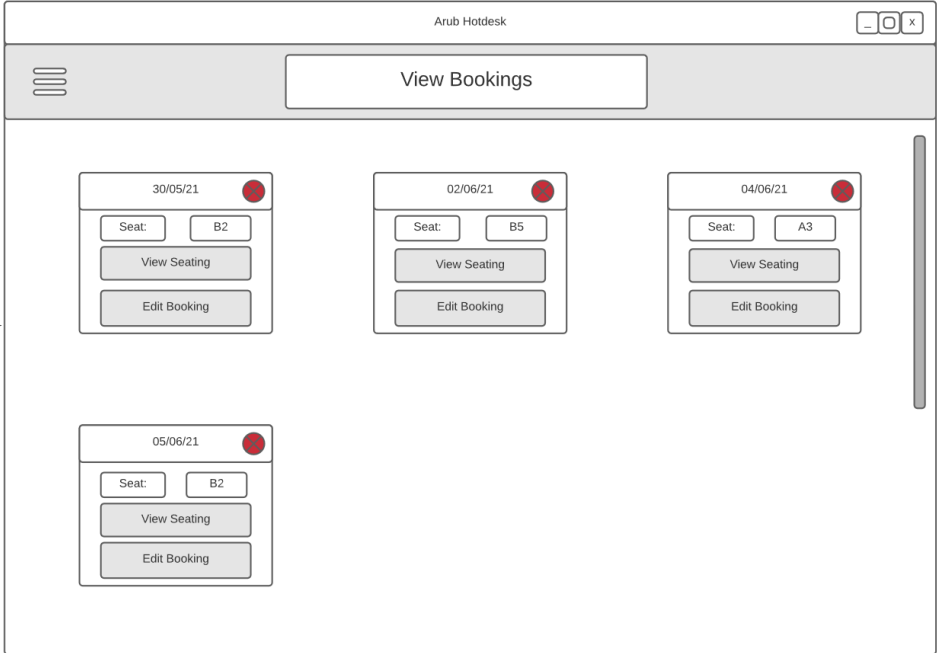 Arub Hotdesk
_ x
View Bookings
30/05/21
Seat: B2
View Seating
Edit Booking
02/06/21
Seat: B5
View Seating
Edit Booking
04/06/21
Seat: A3
View Seating
Edit Booking
05/06/21
Seat: B2
View Seating
Edit Booking